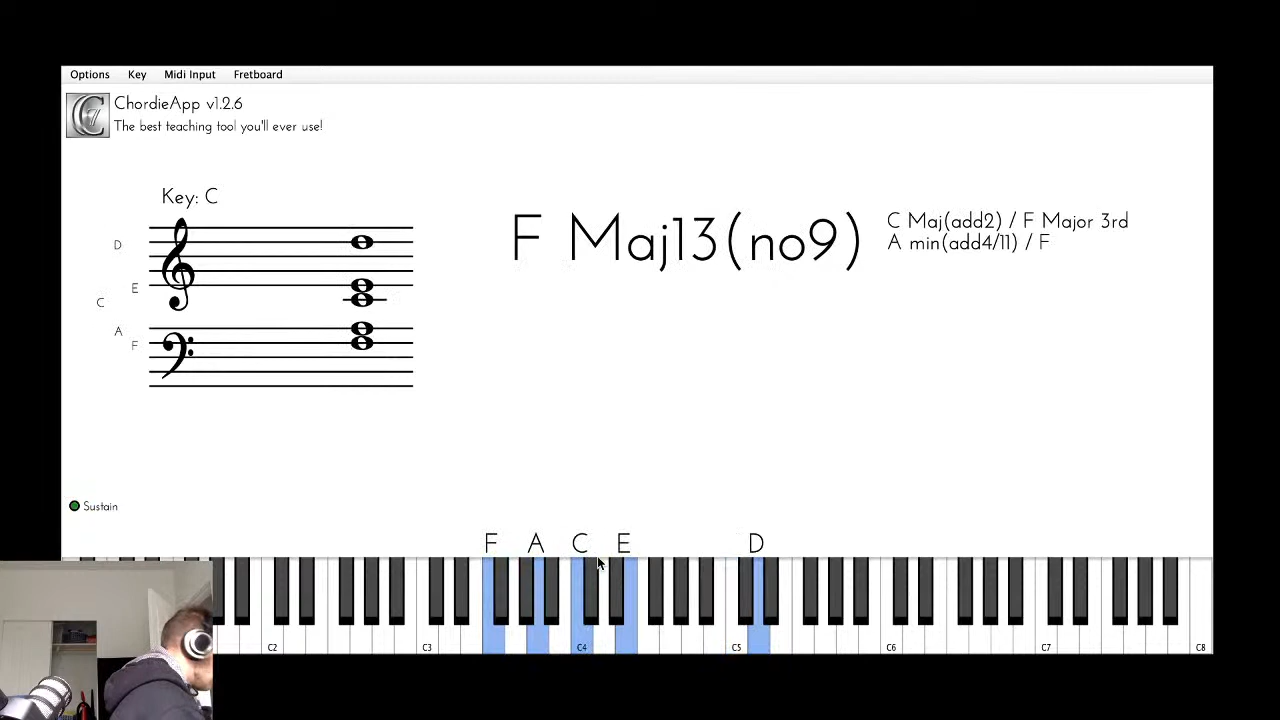 Options Key Midi Input Fretboard
ChordieApp v1.2.6
The best teaching tool you'll ever use!
Key: C
D
E
C
A
F
F Maj13(no9)
C Maj(add2) / F Major 3rd
A min(add4/11) / F
Sustain
F A C E D
C2 C3 C4 C5 C6 C7 C8